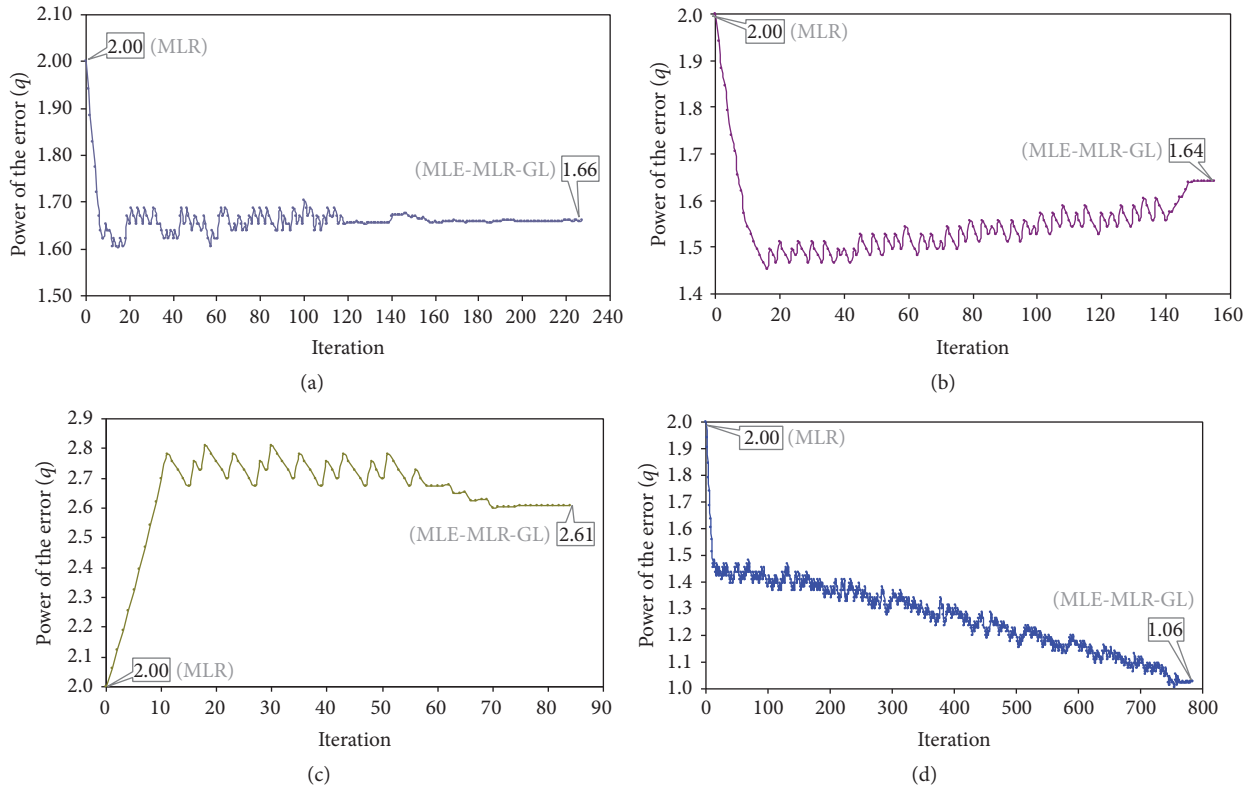 2.10
2.00
1.90
1.80
1.70
1.60
1.50
Power of the error (q)
2.00 (MLR)
(MLE-MLR-GL) 1.66
0 20 40 60 80 100 120 140 160 180 200 220 240
Iteration
(a)
2.0
1.9
1.8
1.7
1.6
1.5
1.4
Power of the error (q)
2.00 (MLR)
(MLE-MLR-GL) 1.64
0 20 40 60 80 100 120 140 160
Iteration
(b)
2.9
2.8
2.7
2.6
2.5
2.4
2.3
2.2
2.1
2.0
Power of the error (q)
(MLE-MLR-GL) 2.61
2.00 (MLR)
0 10 20 30 40 50 60 70 80 90
Iteration
(c)
2.0
1.9
1.8
1.7
1.6
1.5
1.4
1.3
1.2
1.1
1.0
Power of the error (q)
2.00 (MLR)
(MLE-MLR-GL)
1.06
0 100 200 300 400 500 600 700 800
Iteration
(d)